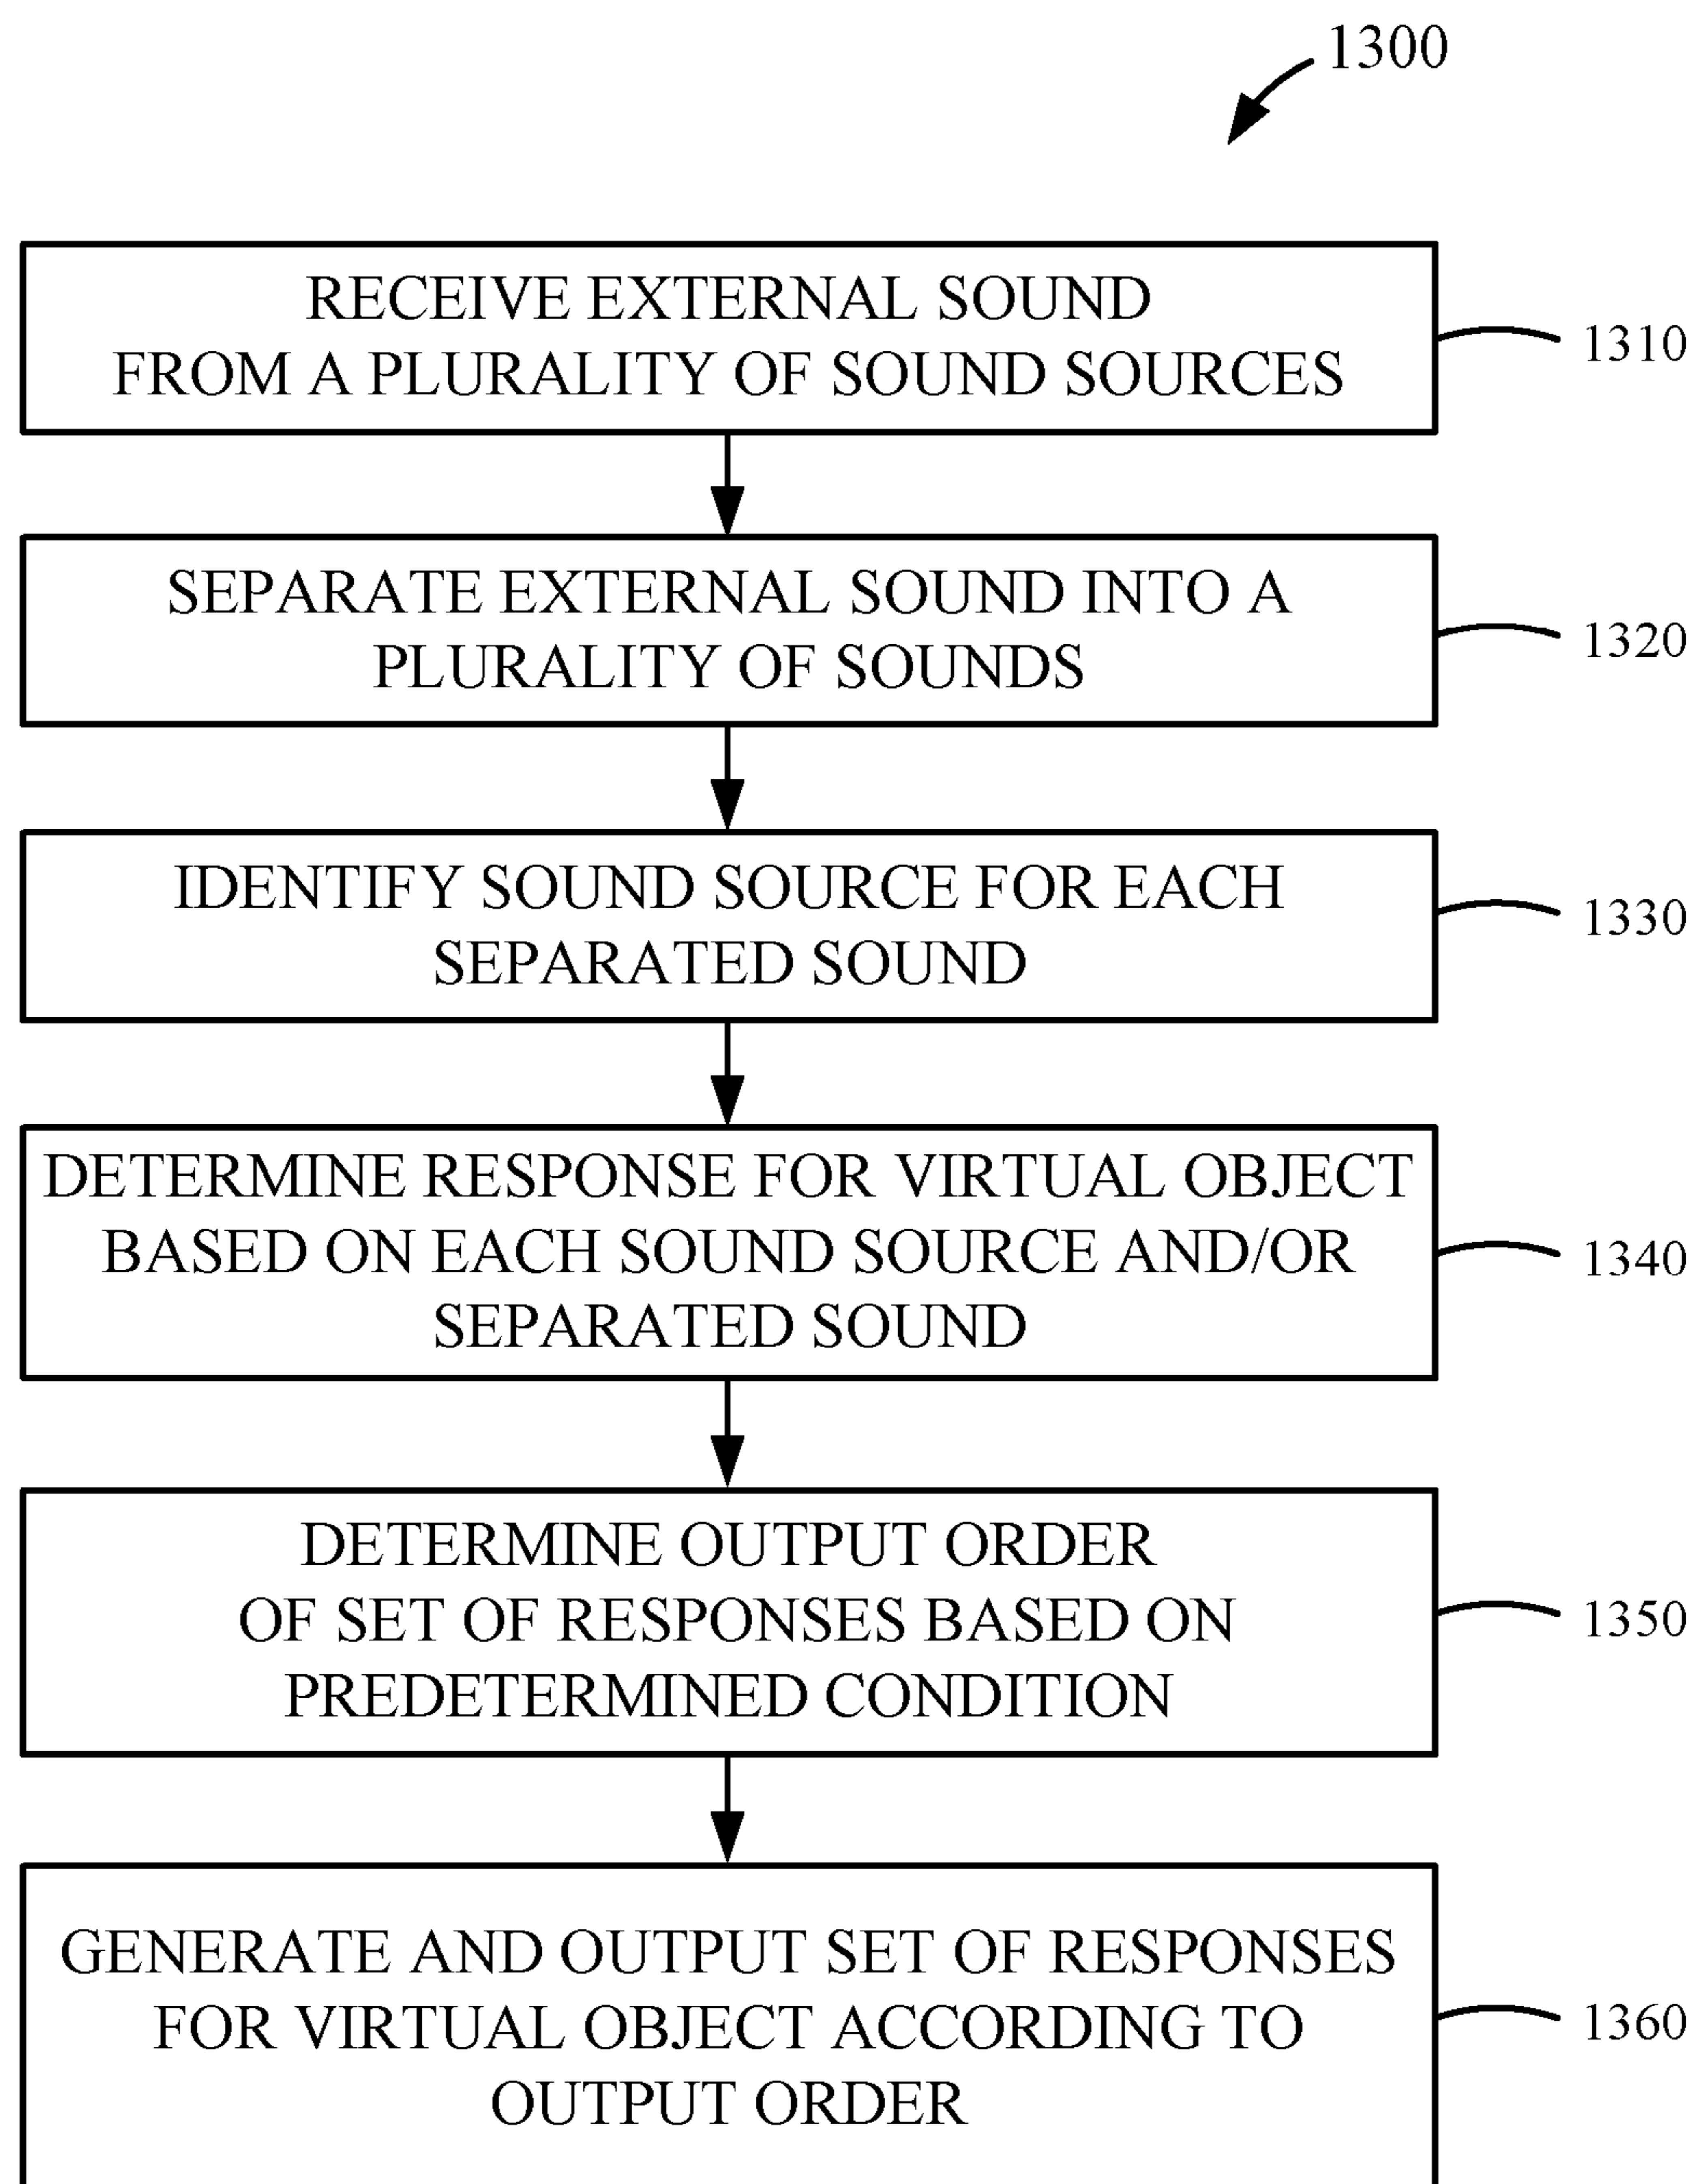 1300
RECEIVE EXTERNAL SOUND
FROM A PLURALITY OF SOUND SOURCES
1310
SEPARATE EXTERNAL SOUND INTO A
PLURALITY OF SOUNDS
1320
IDENTIFY SOUND SOURCE FOR EACH
SEPARATED SOUND
1330
DETERMINE RESPONSE FOR VIRTUAL OBJECT
BASED ON EACH SOUND SOURCE AND/OR
SEPARATED SOUND
1340
DETERMINE OUTPUT ORDER
OF SET OF RESPONSES BASED ON
PREDETERMINED CONDITION
1350
GENERATE AND OUTPUT SET OF RESPONSES
FOR VIRTUAL OBJECT ACCORDING TO
OUTPUT ORDER
1360